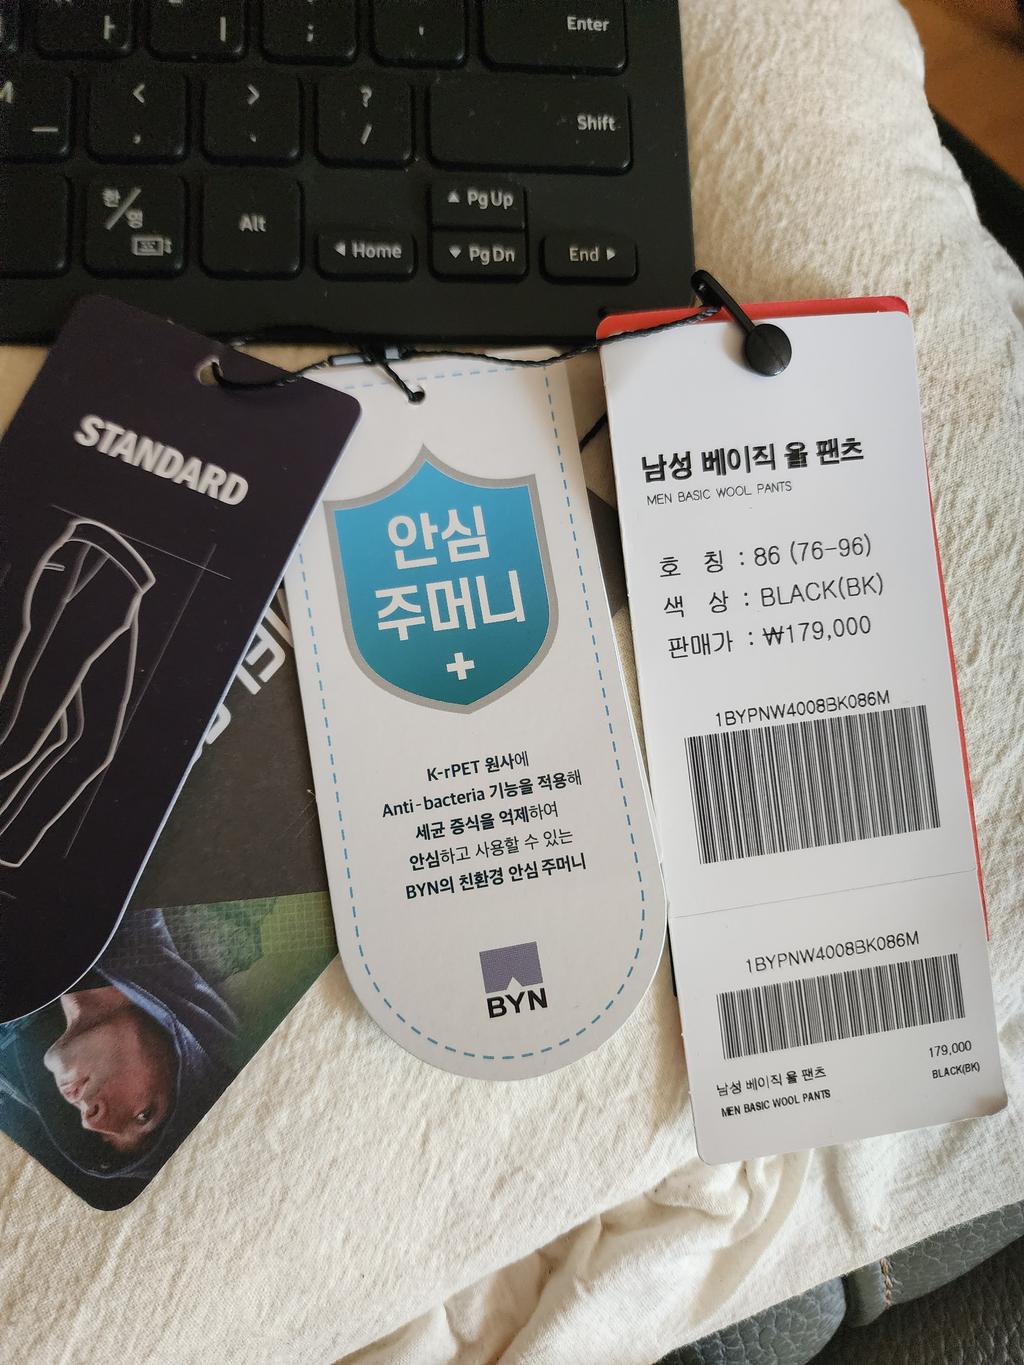 Enter
Shift
한/영
Alt
PgUp
Home
PgDn
End
STANDARD
안심
주머니
K-rPET 원사에
Anti-bacteria 기능을 적용해
세균 증식을 억제하여
안심하고 사용할 수 있는
BYN의 친환경 안심 주머니
BYN
남성 베이직 울 팬츠
MEN BASIC WOOL PANTS
호 칭 : 86 (76-96)
색 상 : BLACK(BK)
판매가 : ₩179,000
1BYPNW4008BK086M
1BYPNW4008BK086M
179,000
남성 베이직 울 팬츠
BLACK(BK)
MEN BASIC WOOL PANTS